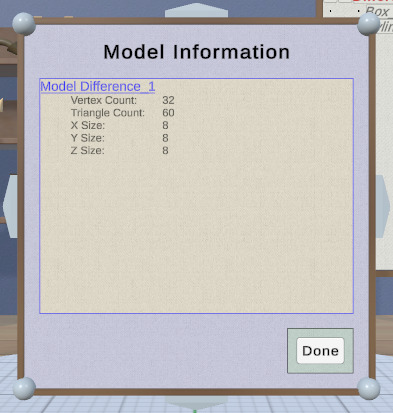 Box
Model Information
Model Difference_1
Vertex Count: 32
Triangle Count: 60
X Size: 8
Y Size: 8
Z Size: 8
Done